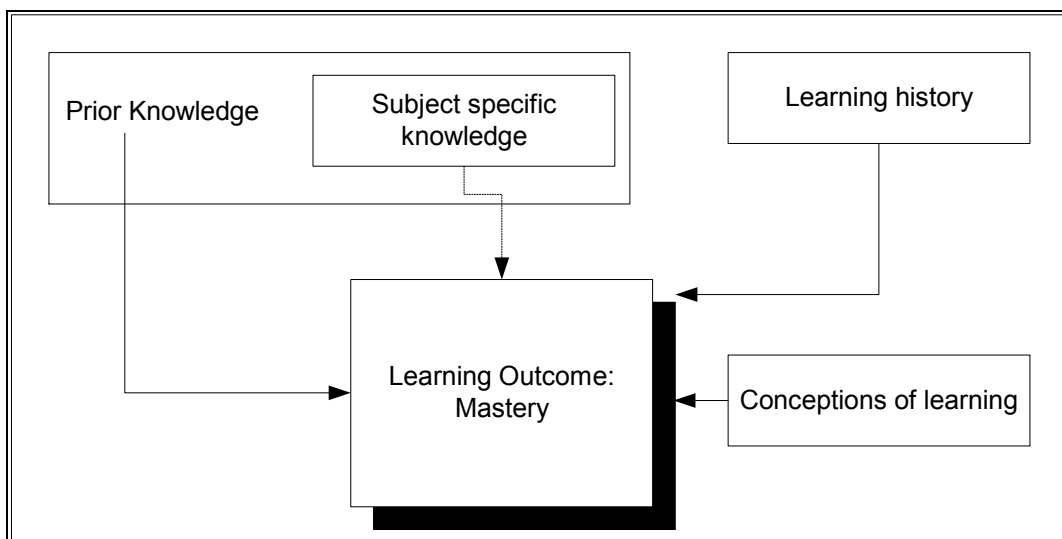 Prior Knowledge
Subject specific
knowledge
Learning history
Learning Outcome:
Mastery
Conceptions of learning